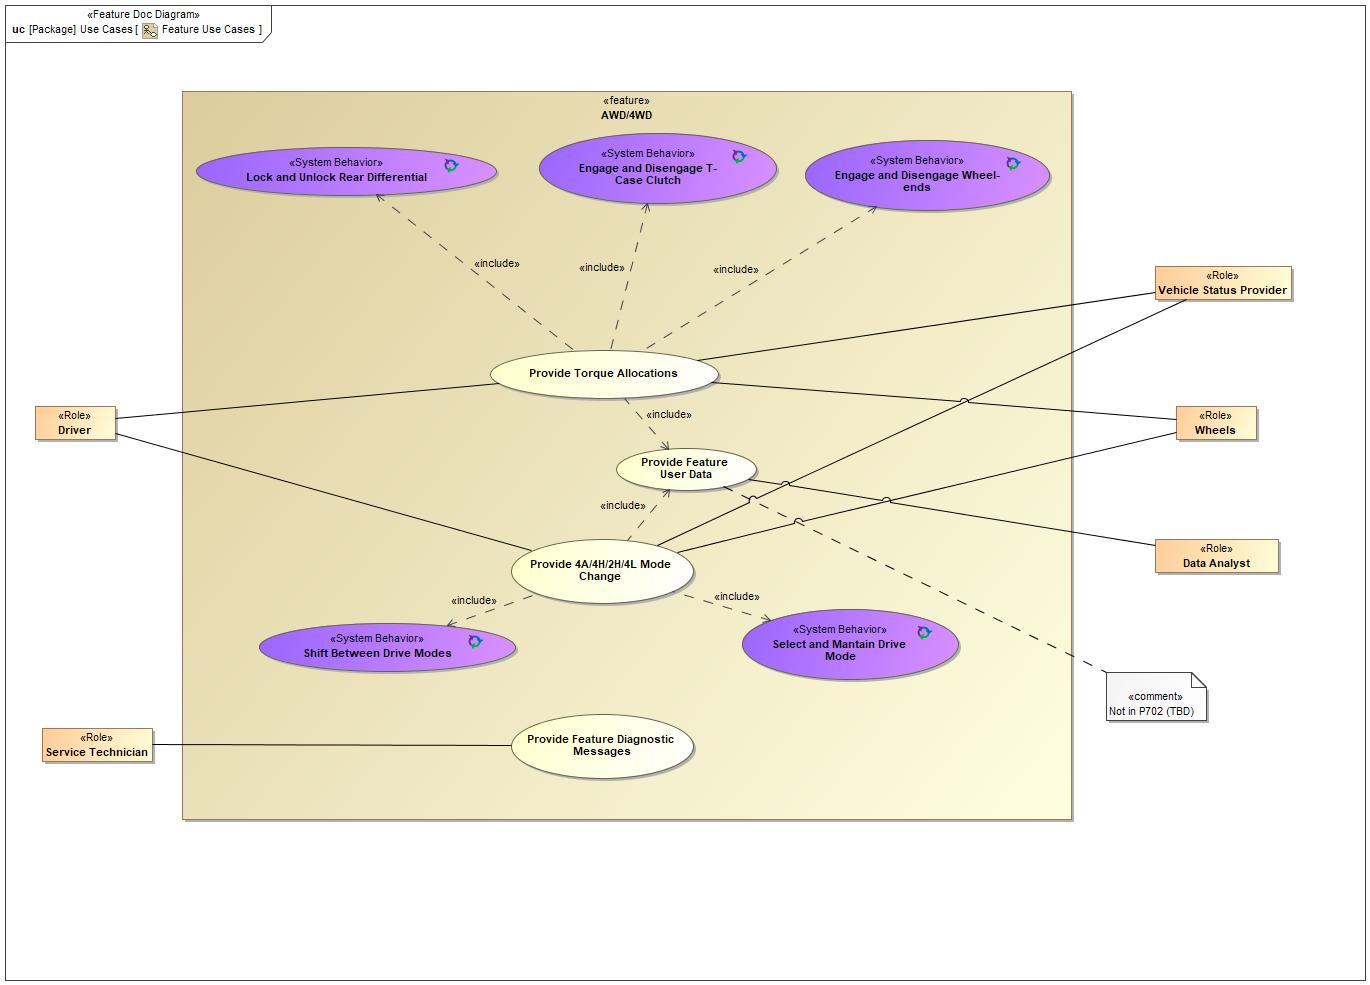 «Feature Doc Diagram»
uc [Package] Use Cases [ Feature Use Cases ]
«feature»
AWD/4WD
«System Behavior»
Lock and Unlock Rear Differential
«System Behavior»
Engage and Disengage T-
Case Clutch
«System Behavior»
Engage and Disengage Wheel-
ends
«include»
«include»
«include»
«Role»
Vehicle Status Provider
Provide Torque Allocations
«Role»
Driver
«include»
«Role»
Wheels
Provide Feature
User Data
«include»
«Role»
Data Analyst
Provide 4A/4H/2H/4L Mode
Change
«include»
«include»
«System Behavior»
Shift Between Drive Modes
«System Behavior»
Select and Mantain Drive
Mode
«comment»
Not in P702 (TBD)
«Role»
Service Technician
Provide Feature Diagnostic
Messages